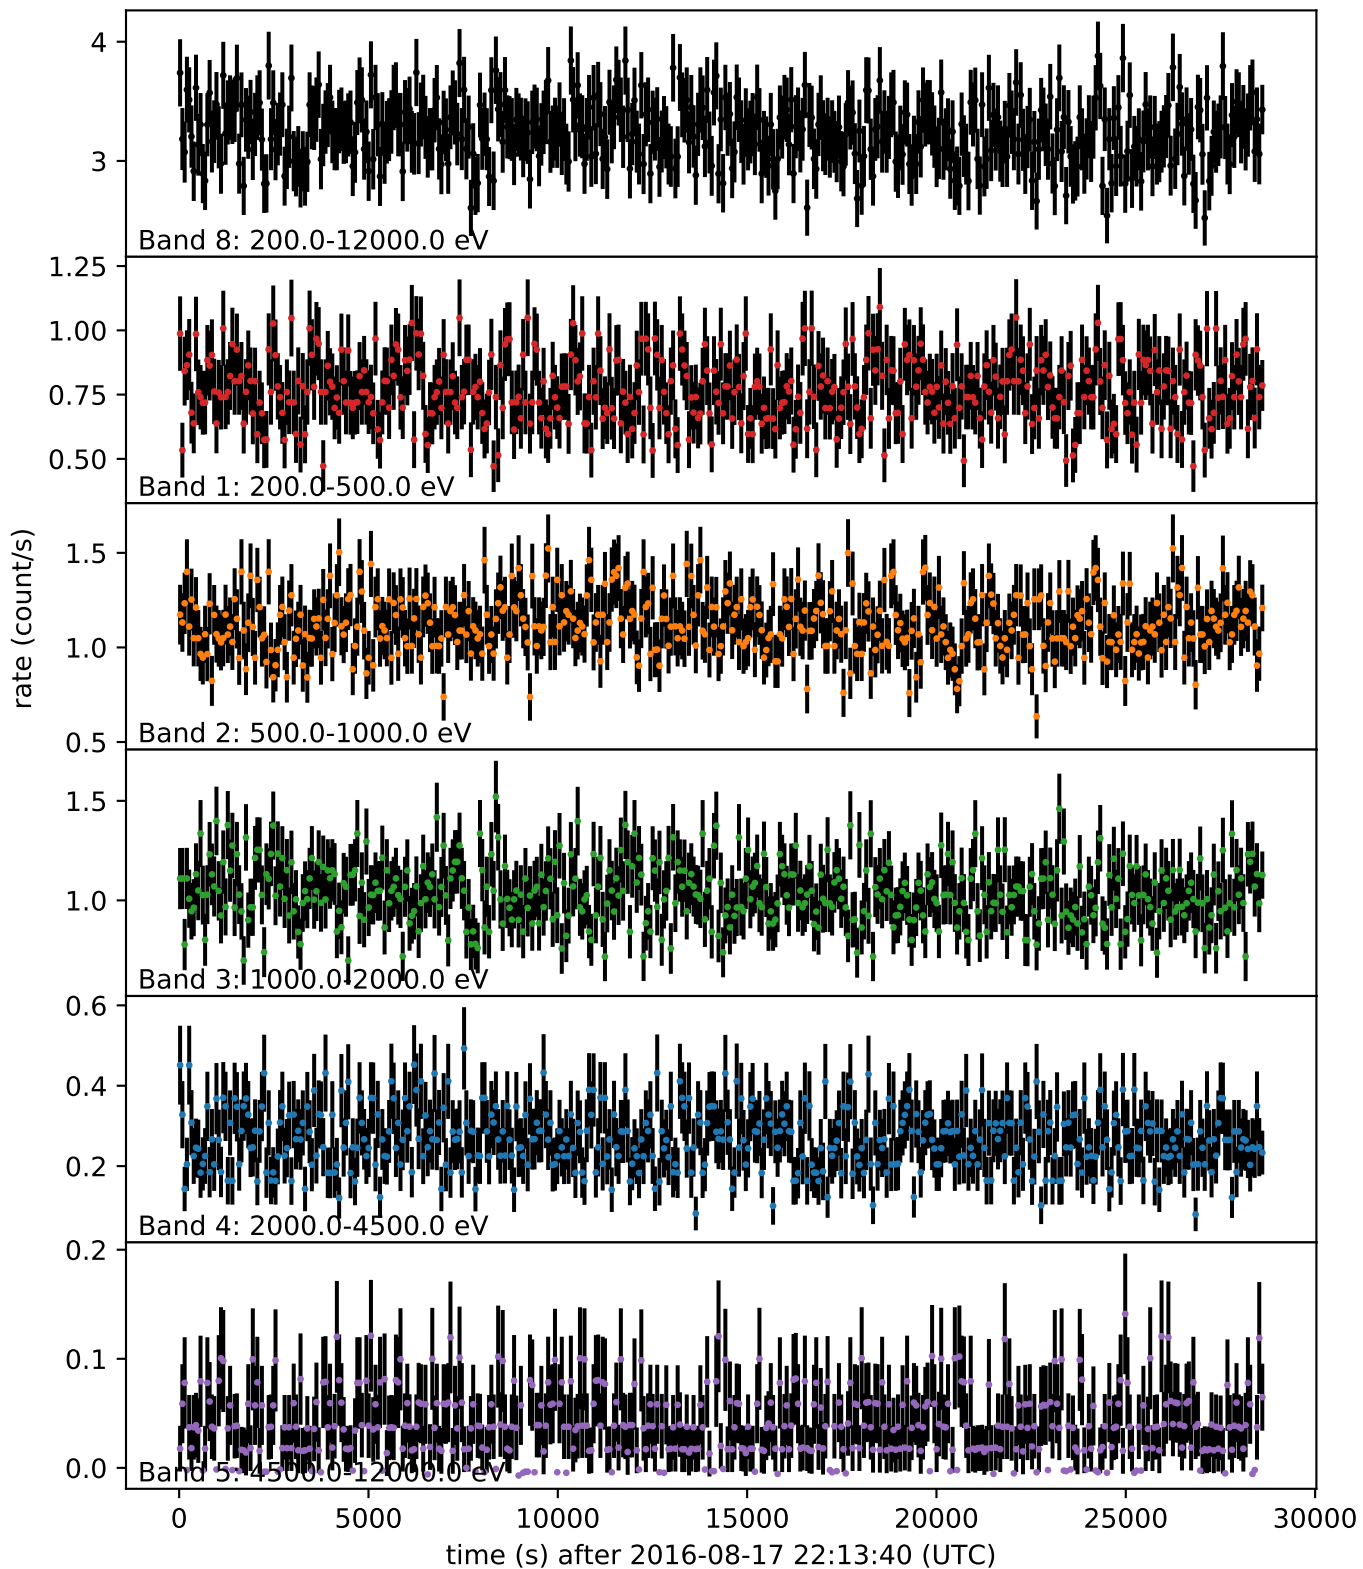 4
3
Band 8: 200.0-12000.0 eV
1.25
1.00
0.75
0.50
Band 1: 200.0-500.0 eV
rate (count/s)
1.5
1.0
0.5
Band 2: 500.0-1000.0 eV
1.5
1.0
Band 3: 1000.0-2000.0 eV
0.6
0.4
0.2
Band 4: 2000.0-4500.0 eV
0.2
0.1
0.0
Band 5: 4500.0-12000.0 eV
0 5000 10000 15000 20000 25000 30000
time (s) after 2016-08-17 22:13:40 (UTC)